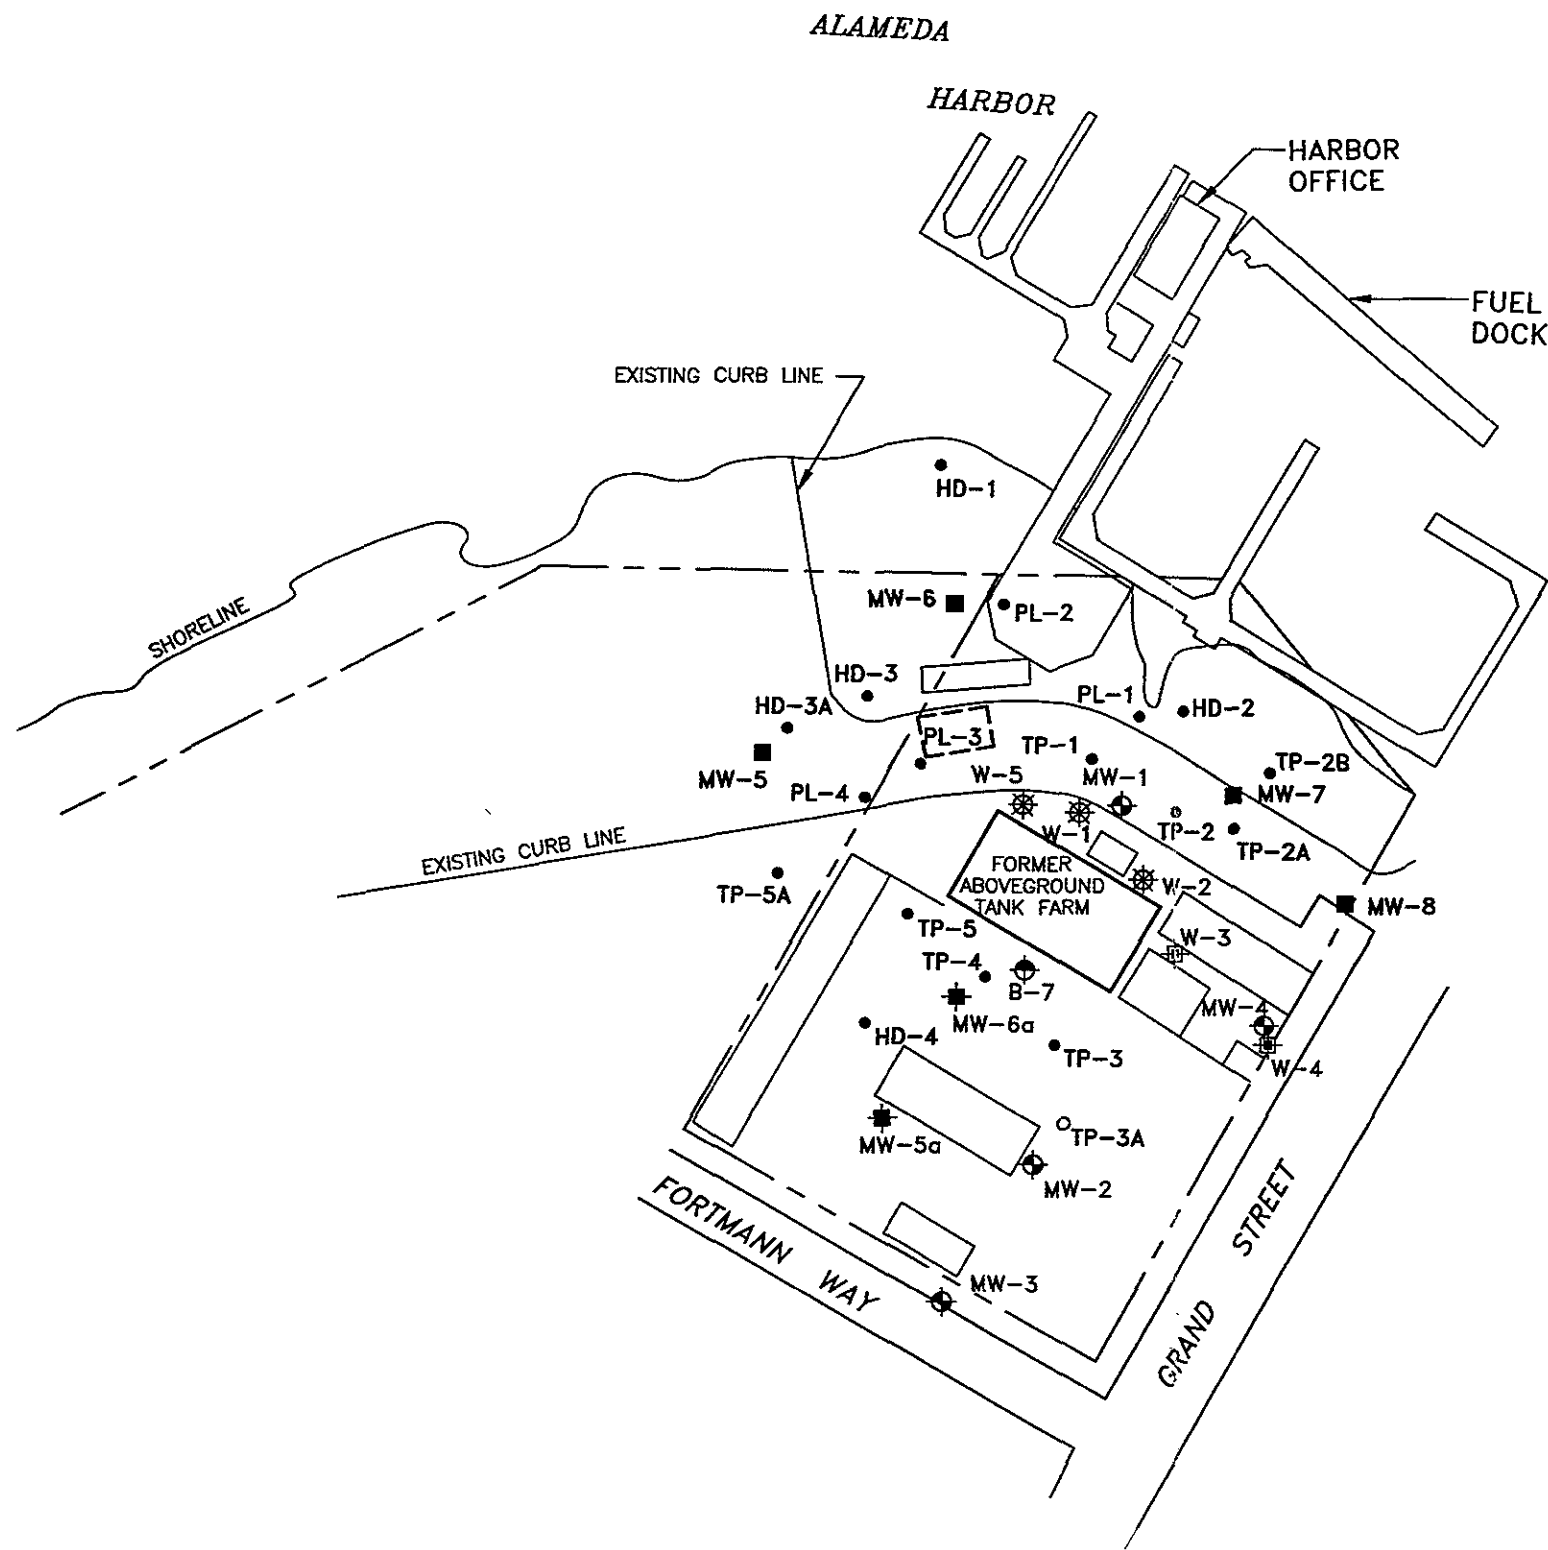 ALAMEDA
HARBOR
HARBOR
OFFICE
FUEL
DOCK
EXISTING CURB LINE
HD-1
SHORELINE
MW-6
PL-2
HD-3
HD-3A
PL-1
HD-2
PL-3
TP-1
MW-5
W-5
MW-1
TP-2B
MW-7
PL-4
W-1
TP-2
TP-2A
EXISTING CURB LINE
FORMER
ABOVEGROUND
TANK FARM
W-2
TP-5A
MW-8
TP-5
W-3
TP-4
B-7
MW-6a
MW-4
HD-4
TP-3
W-4
MW-5a
TP-3A
MW-2
FORTMANN WAY
MW-3
GRAND STREET